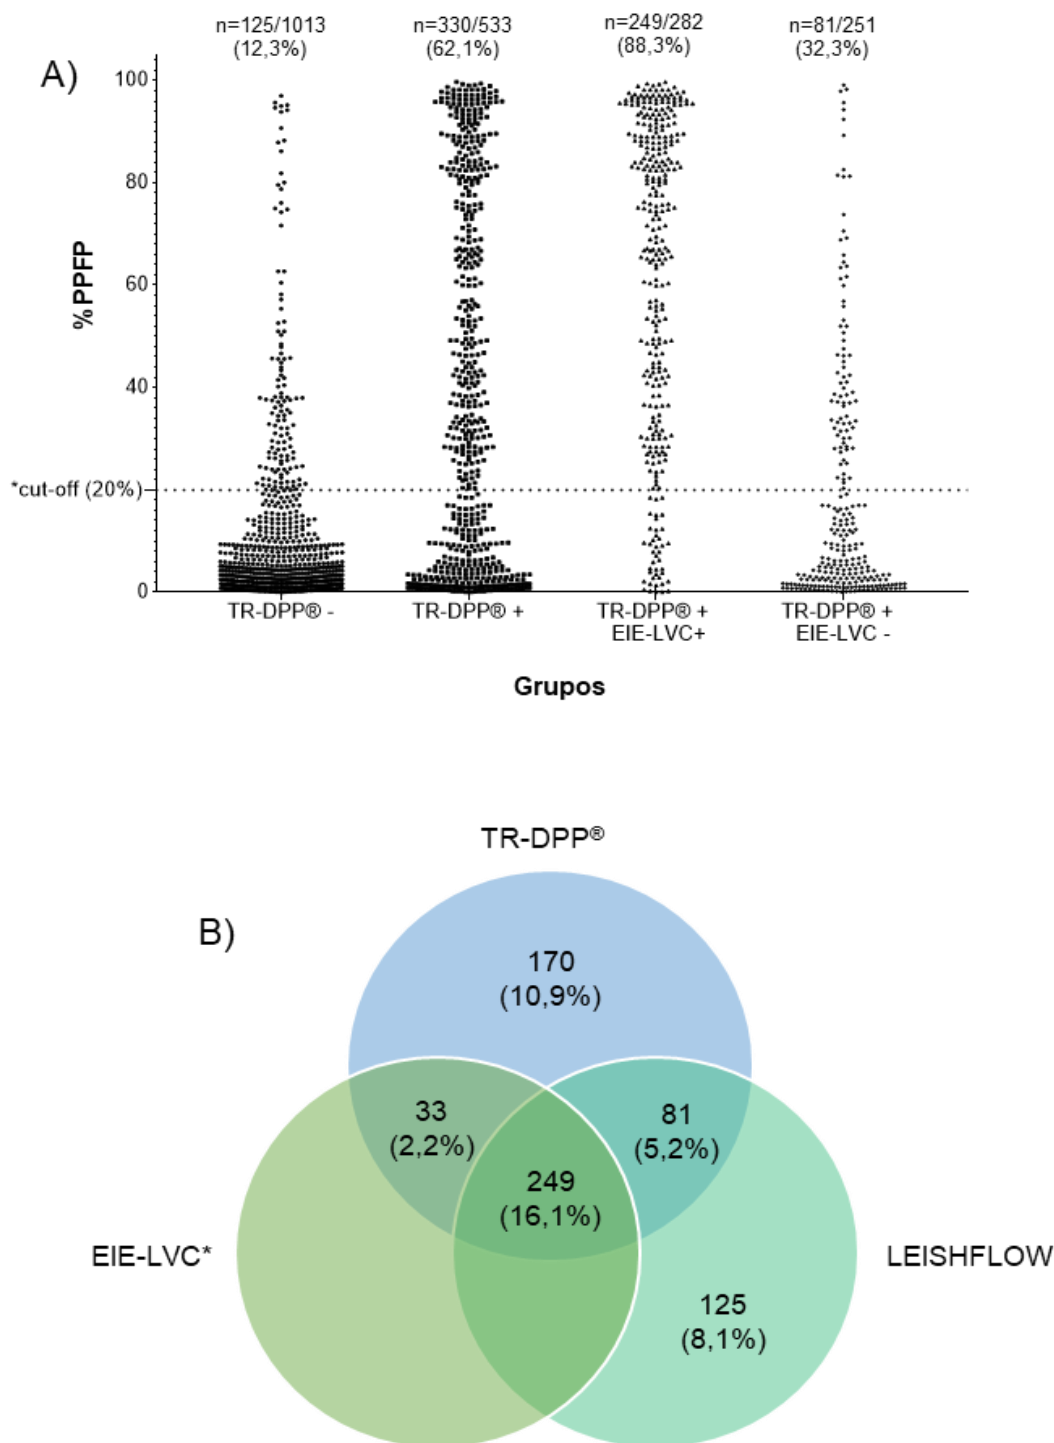 n=125/1013 n=330/533 n=249/282 n=81/251
(12,3%) (62,1%) (88,3%) (32,3%)
A)
100
80
60
40
*cut-off (20%)
0
%PPFP
TR-DPP® - TR-DPP® + TR-DPP® + TR-DPP® +
EIE-LVC+ EIE-LVC -
Grupos
TR-DPP®
B)
170
(10,9%)
33 81
(2,2%) (5,2%)
249
(16,1%)
EIE-LVC* LEISHFLOW
125
(8,1%)